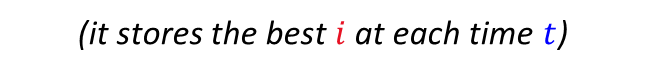 (it stores the best i at each time t)